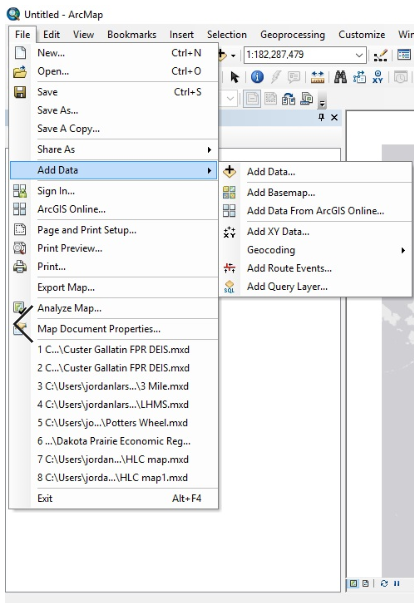 Untitled - ArcMap
File Edit View Bookmarks Insert Selection Geoprocessing Customize
1:182,287,479
New... Ctrl+N
Open... Ctrl+O
Save Ctrl+S
Save As...
Save A Copy...
Share As
Add Data
Add Data...
Sign In...
Add Basemap...
ArcGIS Online...
Add Data From ArcGIS Online...
Page and Print Setup...
Add XY Data...
Print Preview...
Geocoding
Print...
Add Route Events...
Export Map...
SQL Add Query Layer...
Analyze Map...
Map Document Properties...
1 C...\Custer Gallatin FPR DEIS.mxd
2 C...\Custer Gallatin FPR DEIS.mxd
3 C:\Users\jordanlars...\3 Mile.mxd
4 C:\Users\jordanlars...\LHMS.mxd
5 C:\Users\jo...\Potters Wheel.mxd
6 ...\Dakota Prairie Economic Reg...
7 C:\Users\jordan...\HLC map.mxd
8 C:\Users\jorda...\HLC map1.mxd
Exit Alt+F4